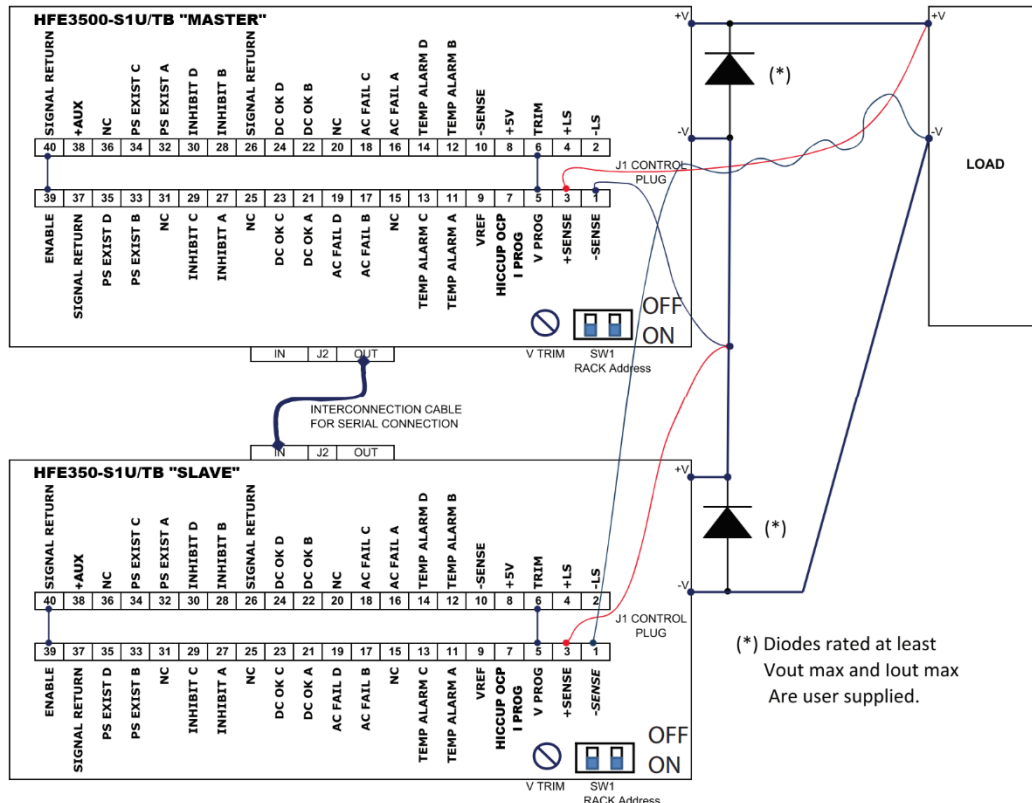 HFE3500-S1U/TB "MASTER"
SIGNAL RETURN
+AUX
NC
PS EXIST C
PS EXIST A
INHIBIT D
INHIBIT B
SIGNAL RETURN
DC OK D
DC OK B
NC
AC FAIL C
AC FAIL A
TEMP ALARM D
TEMP ALARM B
-SENSE
+5V
TRIM
+LS
-LS
40 38 36 34 32 30 28 26 24 22 20 18 16 14 12 10 8 6 4 2
39 37 35 33 31 29 27 25 23 21 19 17 15 13 11 9 7 5 3 1
ENABLE
SIGNAL RETURN
PS EXIST D
PS EXIST B
NC
INHIBIT C
INHIBIT A
NC
DC OK C
DC OK A
AC FAIL D
AC FAIL B
NC
TEMP ALARM C
TEMP ALARM A
VREF
HICCUP OCP
I PROG
V PROG
+SENSE
-SENSE
J1 CONTROL
PLUG
V TRIM
OFF
ON
SW1
RACK Address
+V
-V
(*)
+V
-V
LOAD
IN J2 OUT
INTERCONNECTION CABLE
FOR SERIAL CONNECTION
IN J2 OUT
HFE350-S1U/TB "SLAVE"
SIGNAL RETURN
+AUX
NC
PS EXIST C
PS EXIST A
INHIBIT D
INHIBIT B
SIGNAL RETURN
DC OK D
DC OK B
NC
AC FAIL C
AC FAIL A
TEMP ALARM D
TEMP ALARM B
-SENSE
+5V
TRIM
+LS
-LS
40 38 36 34 32 30 28 26 24 22 20 18 16 14 12 10 8 6 4 2
39 37 35 33 31 29 27 25 23 21 19 17 15 13 11 9 7 5 3 1
ENABLE
SIGNAL RETURN
PS EXIST D
PS EXIST B
NC
INHIBIT C
INHIBIT A
NC
DC OK C
DC OK A
AC FAIL D
AC FAIL B
NC
TEMP ALARM C
TEMP ALARM A
VREF
HICCUP OCP
I PROG
V PROG
+SENSE
-SENSE
J1 CONTROL
PLUG
V TRIM
OFF
ON
SW1
RACK Address
+V
-V
(*)
(*) Diodes rated at least
Vout max and Iout max
Are user supplied.